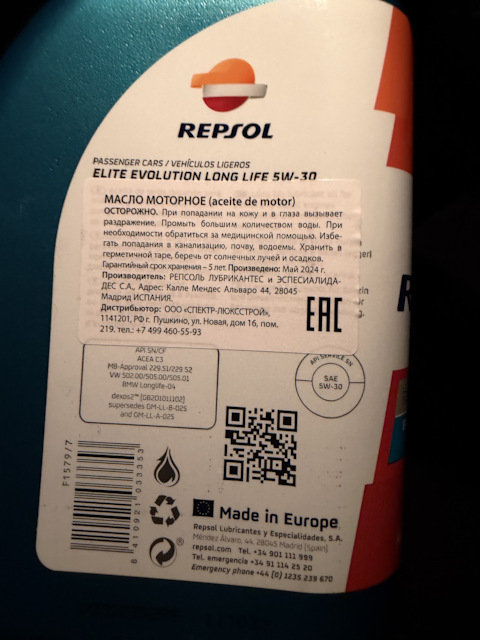 REPSOL
PASSENGER CARS / VEHÍCULOS LIGEROS
ELITE EVOLUTION LONG LIFE 5W-30
МАСЛО МОТОРНОЕ (aceite de motor)
ОСТОРОЖНО. При попадании на кожу и в глаза вызывает
раздражение. Промыть большим количеством воды. При
необходимости обратиться за медицинской помощью. Избе-
гать попадания в канализацию, почву, водоемы. Хранить в
герметичной таре, беречь от солнечных лучей и осадков.
Гарантийный срок хранения – 5 лет. Произведено: Май 2024 г.
Производитель: РЕПСОЛЬ ЛУБРИКАНТЕС И ЭСПЕСИАЛИДА-
ДЕС С.А., Адрес: Калле Мендес Альваро 44, 28045
Мадрид ИСПАНИЯ.
Дистрибьютор: ООО «СПЕКТР-ЛЮКССТРОЙ»,
1141201, РФ г. Пушкино, ул. Новая, дом 16, пом.
219. тел.: +7 499 460-55-93
EAC
API SN/CF
ACEA C3
MB-Approval 229.51/229.52
VW 502.00/505.00/505.01
BMW Longlife-04
dexos2™ [GB2D1011102]
supersedes GM-LL-B-025
and GM-LL-A-025
API SERVICE SN
SAE
5W-30
F1579/7
8 410921 033353
Made in Europe
Repsol Lubricantes y Especialidades, S.A.
Méndez Álvaro, 44. 28045 Madrid (Spain)
repsol.com Tel. +34 901 111 999
Tel. emergencia +34 91 114 25 20
Emergency phone +44 (0) 1235 239 670